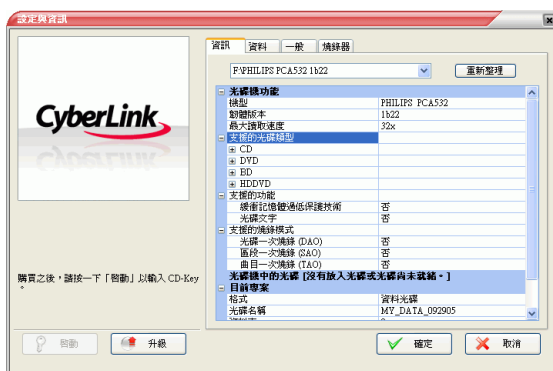 設定與資訊
資訊 資料 一般 燒錄器
F:\PHILIPS PCA532 1b22 重新整理
CyberLink
光碟機功能
機型 PHILIPS PCA532
韌體版本 1b22
最大讀取速度 32x
支援的光碟類型
CD
DVD
BD
HDDVD
支援的功能
緩衝記憶體過低保護技術 否
光碟文字 否
支援的燒錄模式
光碟一次燒錄 (DAO) 否
區段一次燒錄 (SAO) 否
曲目一次燒錄 (TAO) 否
光碟機中的光碟 [沒有放入光碟或光碟尚未就緒。]
目前專案
格式 資料光碟
光碟名稱 MY_DATA_092905
購買之後，請按一下「啓動」以輸入 CD-Key
。
啓動 升級 確定 取消